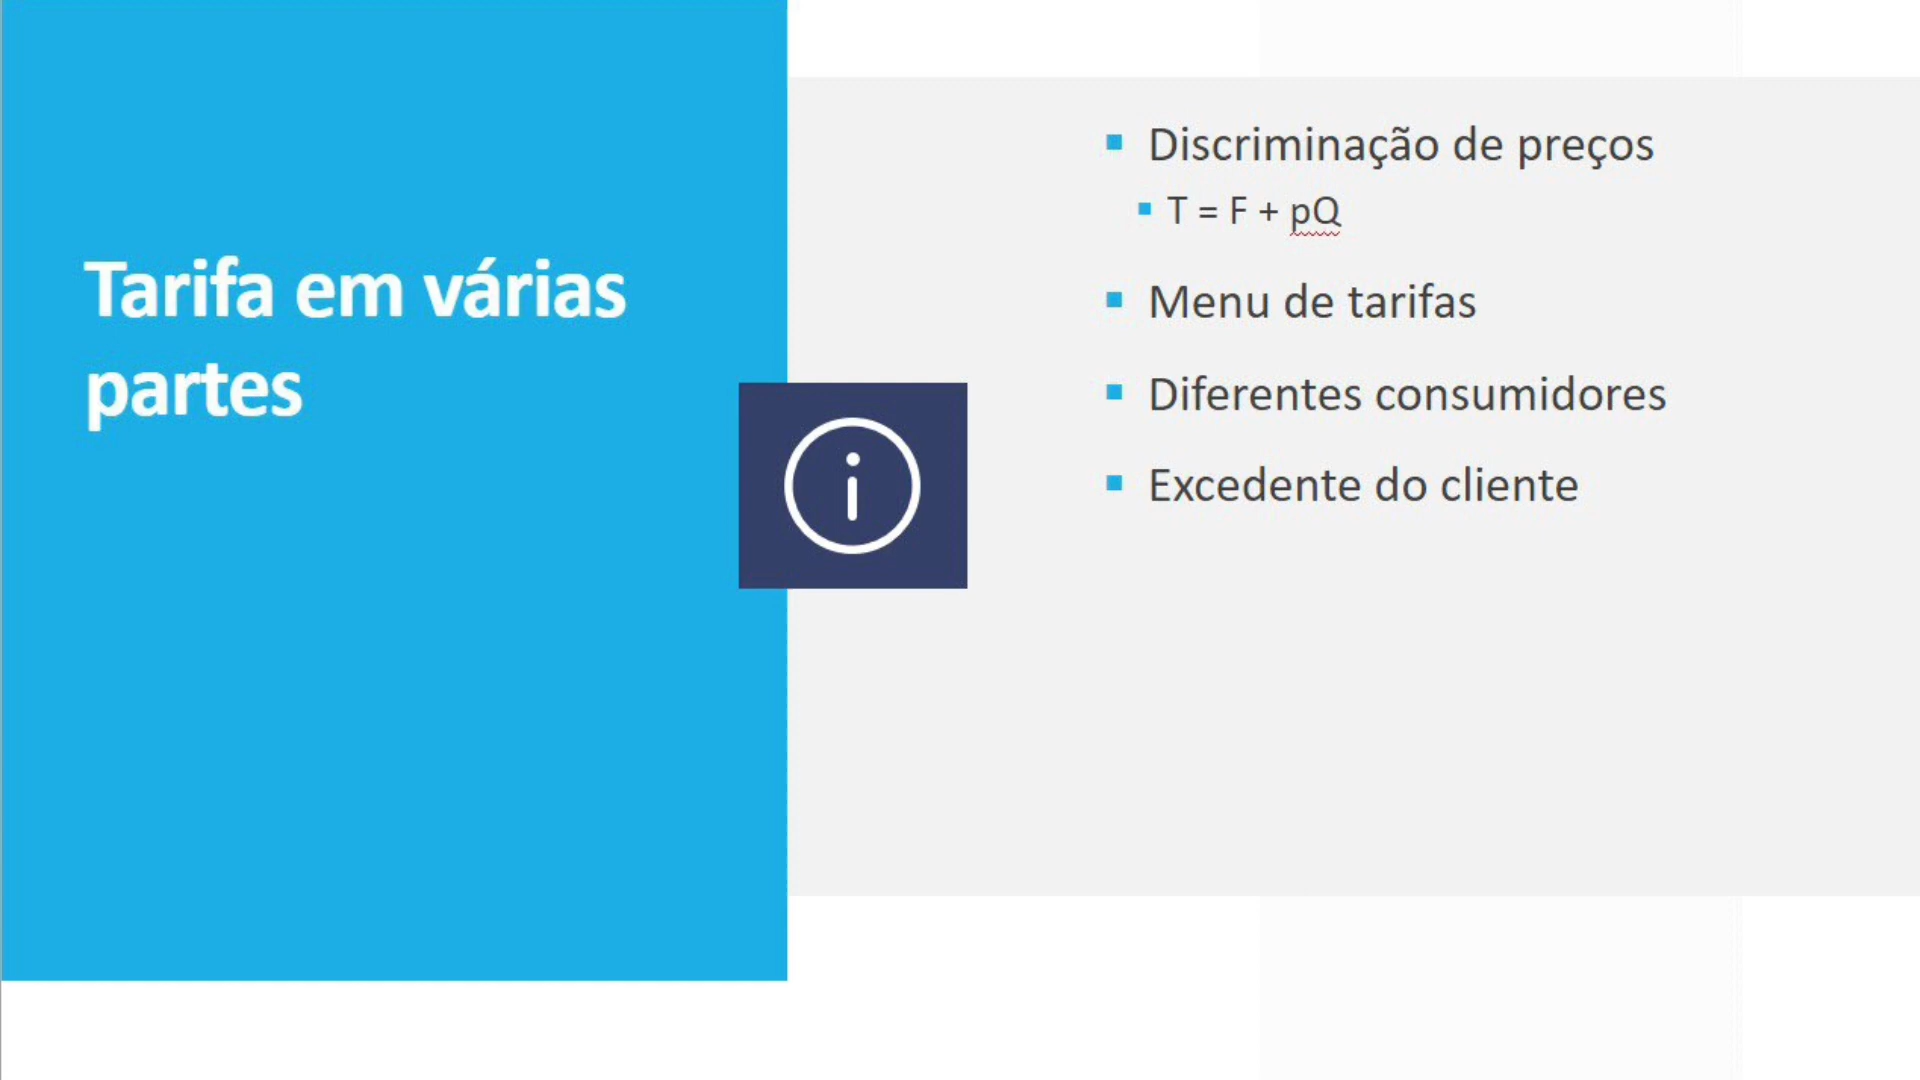 Tarifa em várias
partes
Discriminação de preços
T = F + pQ
Menu de tarifas
Diferentes consumidores
Excedente do cliente